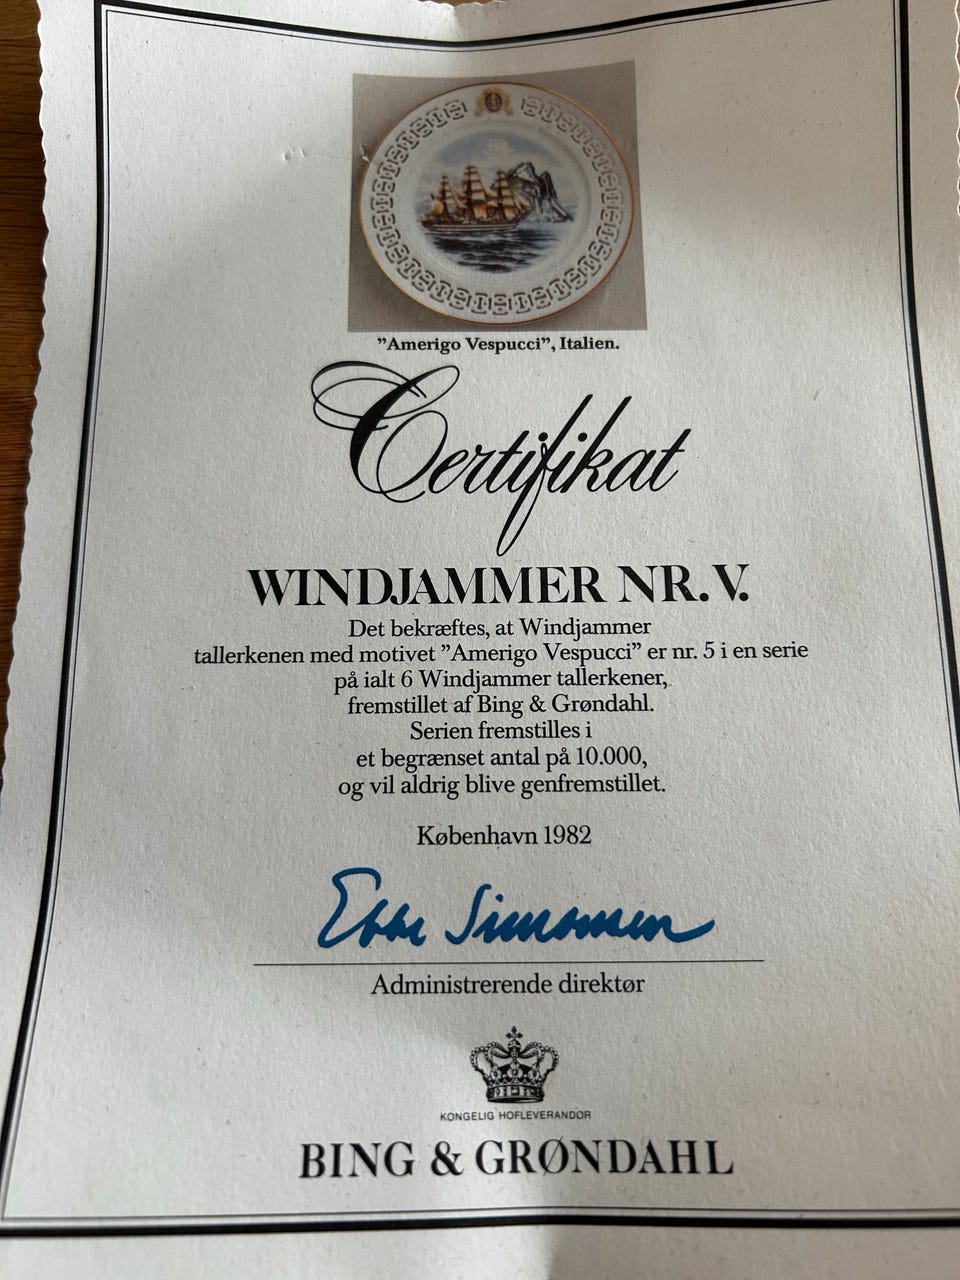 ”Amerigo Vespucci”, Italien.
Certifikat
WINDJAMMER NR. V.
Det bekræftes, at Windjammer
tallerkenen med motivet ”Amerigo Vespucci” er nr. 5 i en serie
på ialt 6 Windjammer tallerkener,
fremstillet af Bing & Grøndahl.
Serien fremstilles i
et begrænset antal på 10.000,
og vil aldrig blive genfremstillet.
København 1982
Ebbe Simonsen
Administrerende direktør
KONGELIG HOFLEVERANDØR
BING & GRØNDAHL